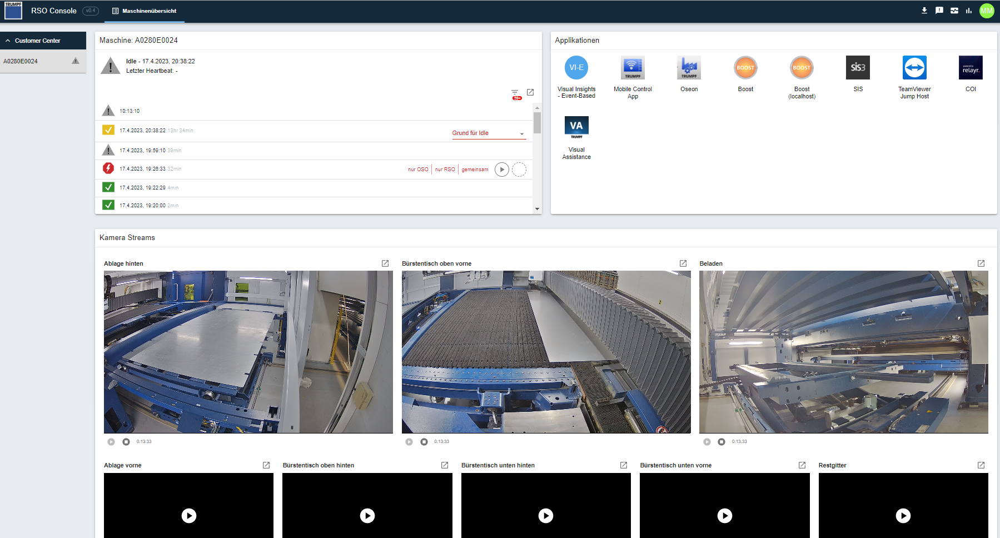 TRUMPF
RSO Console
v0.4
Maschinenübersicht
MM
Customer Center
A0280E0024
Maschine: A0280E0024
Idle - 17.4.2023, 20:38:22
Letzter Heartbeat: -
20+
10:13:10
17.4.2023, 20:38:22 13hr 34min
Grund für Idle
17.4.2023, 19:59:10 39min
17.4.2023, 19:26:33 32min
nur OSO
nur RSO
gemeinsam
17.4.2023, 19:22:29 4min
17.4.2023, 19:20:00 2min
Applikationen
VI-E
Visual Insights
- Event-Based
TRUMPF
Mobile Control
App
TRUMPF
Oseon
BOOST
Boost
BOOST
Boost
(localhost)
sis3
SIS
TeamViewer
Jump Host
powered by
relayr.
COI
VA
TRUMPF
Visual
Assistance
Kamera Streams
Ablage hinten
0:13:33
Bürstentisch oben vorne
0:13:33
Beladen
0:13:33
Ablage vorne
Bürstentisch oben hinten
Bürstentisch unten hinten
Bürstentisch unten vorne
Restgitter